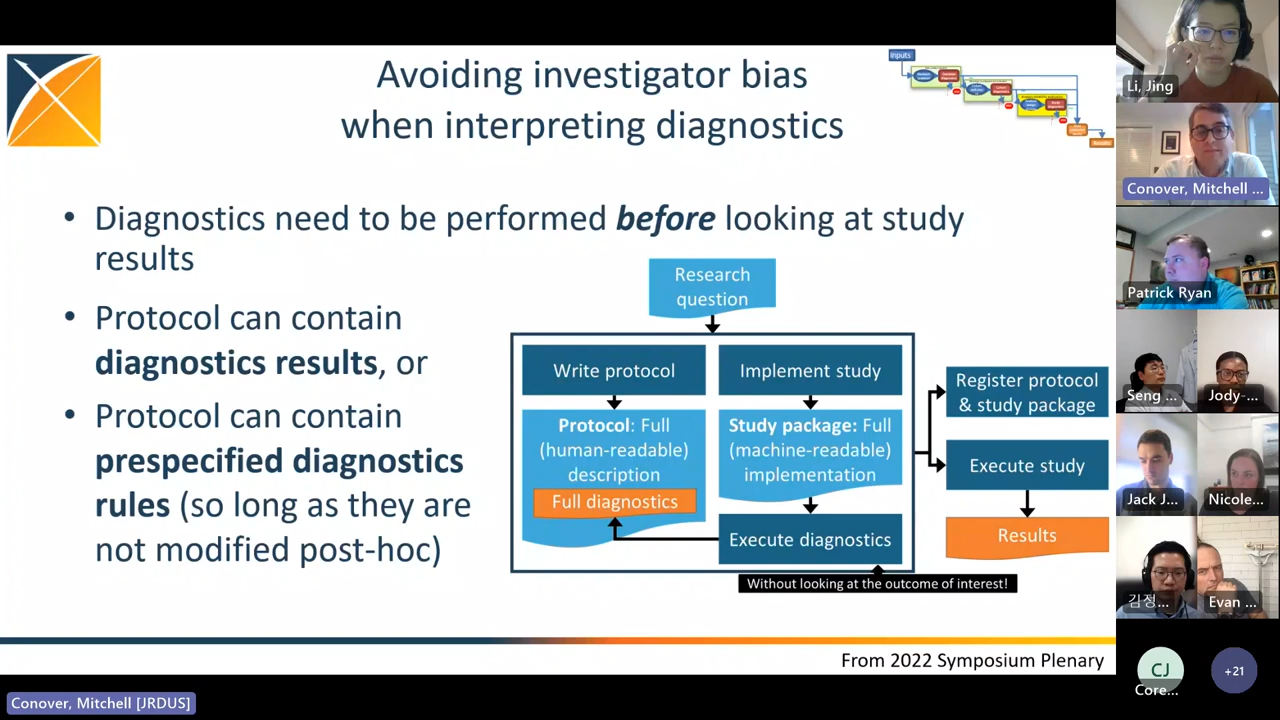 Avoiding investigator bias
when interpreting diagnostics
Inputs
• Diagnostics need to be performed before looking at study
results
• Protocol can contain
diagnostics results, or
• Protocol can contain
prespecified diagnostics
rules (so long as they are
not modified post-hoc)
Research
question
Write protocol
Protocol: Full
(human-readable)
description
Full diagnostics
Implement study
Study package: Full
(machine-readable)
implementation
Execute diagnostics
Without looking at the outcome of interest!
Register protocol
& study package
Execute study
Results
From 2022 Symposium Plenary
Conover, Mitchell [JRDUS]
Li, Jing
Conover, Mitchell ...
Patrick Ryan
Seng ...
Jody-...
Jack J...
Nicole...
김정...
Evan ...
CJ
Core...
+21